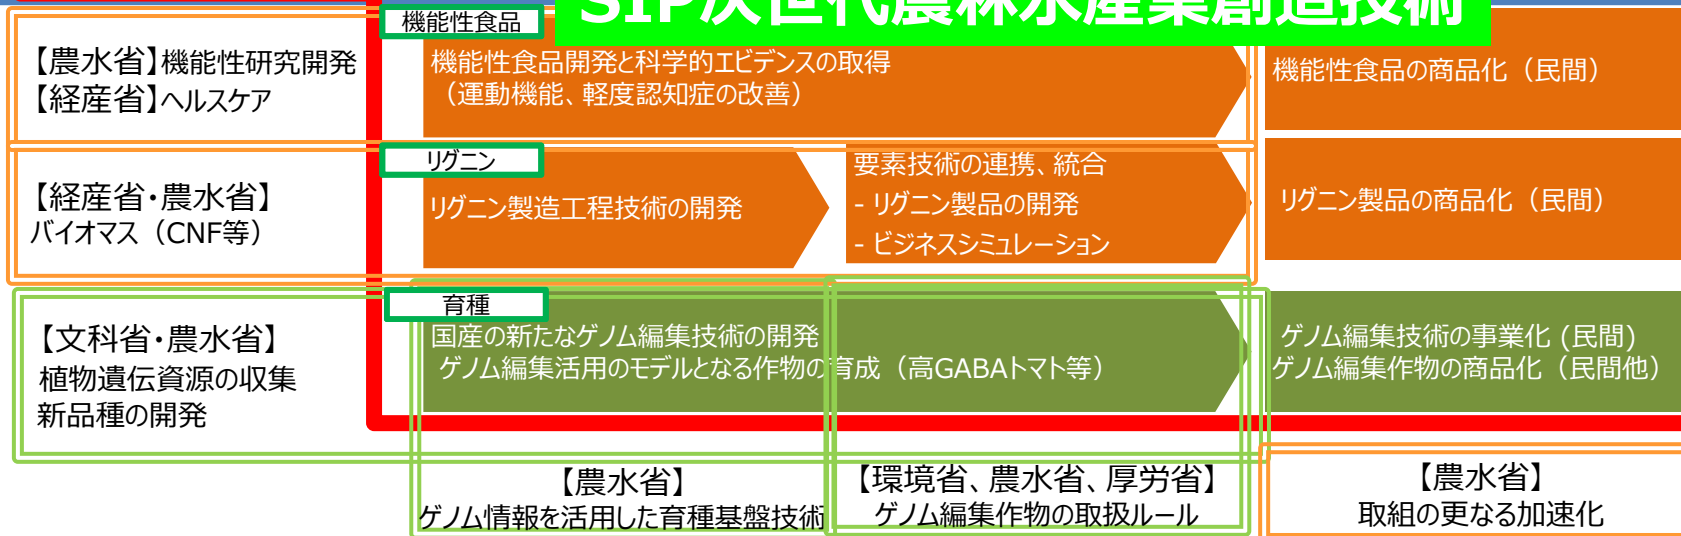 SIP次世代農林水産業創造技術
機能性食品
【農水省】機能性研究開発
【経産省】ヘルスケア
機能性食品開発と科学的エビデンスの取得
（運動機能、軽度認知症の改善）
機能性食品の商品化（民間）
リグニン
【経産省・農水省】
バイオマス（CNF等）
リグニン製造工程技術の開発
要素技術の連携、統合
- リグニン製品の開発
- ビジネスシミュレーション
リグニン製品の商品化（民間）
育種
【文科省・農水省】
植物遺伝資源の収集
新品種の開発
国産の新たなゲノム編集技術の開発
ゲノム編集活用のモデルとなる作物の育成（高GABAトマト等）
ゲノム編集技術の事業化 (民間)
ゲノム編集作物の商品化（民間他）
【農水省】
ゲノム情報を活用した育種基盤技術
【環境省、農水省、厚労省】
ゲノム編集作物の取扱ルール
【農水省】
取組の更なる加速化